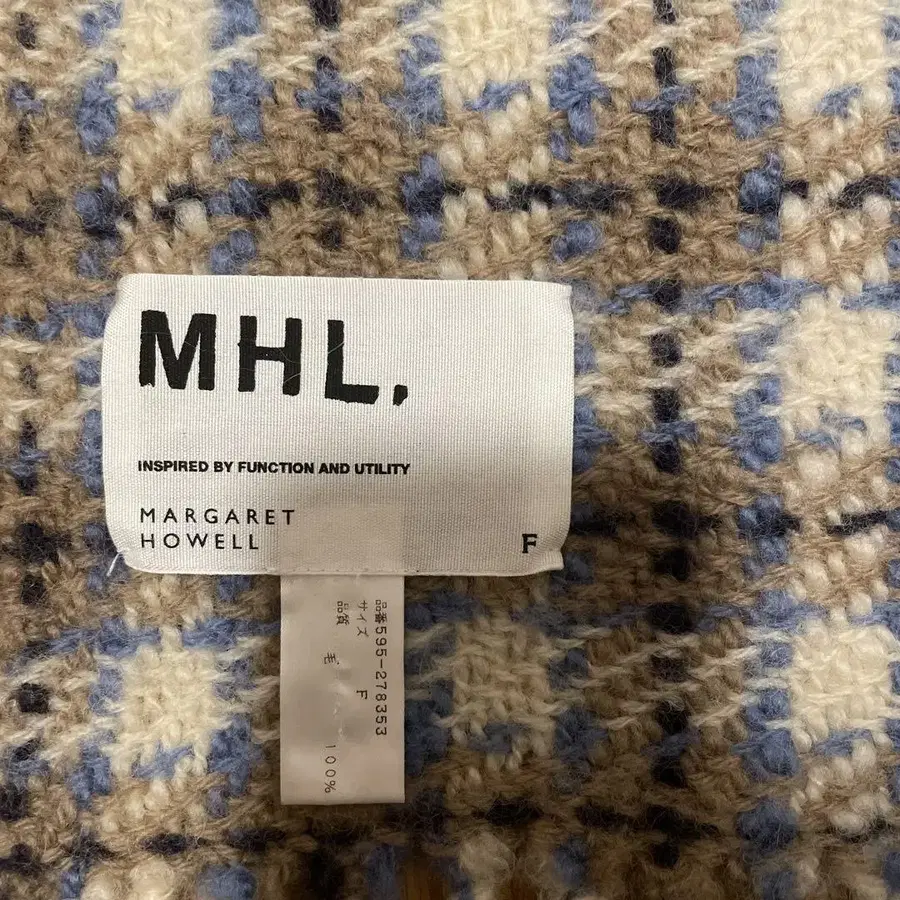 MHL.
INSPIRED BY FUNCTION AND UTILITY
MARGARET
HOWELL
F
品番595-278353
サイズ F
品質 毛 100%